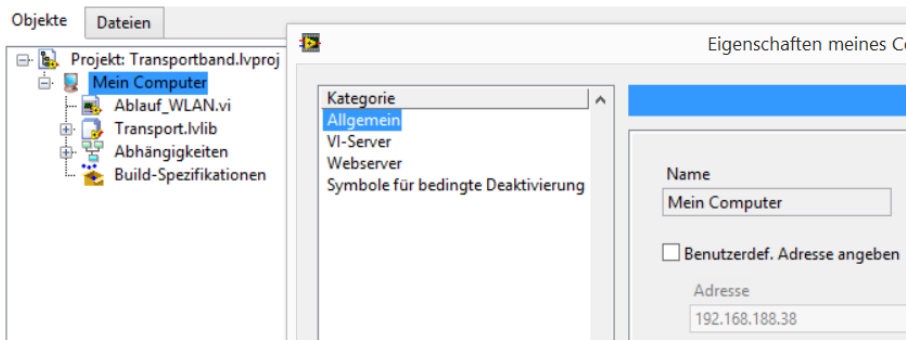 Objekte
Dateien
Projekt: Transportband.lvproj
Mein Computer
Ablauf_WLAN.vi
Transport.lvlib
Abhängigkeiten
Build-Spezifikationen
Eigenschaften meines C
Kategorie
Allgemein
VI-Server
Webserver
Symbole für bedingte Deaktivierung
Name
Mein Computer
Benutzerdef. Adresse angeben
Adresse
192.168.188.38